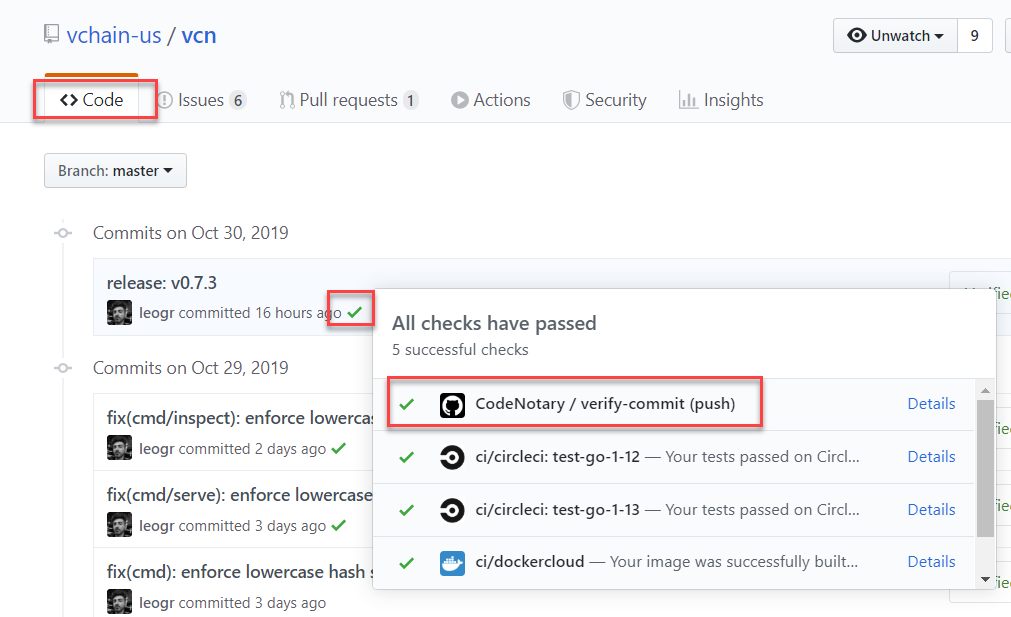 vchain-us / vcn
Unwatch 9
Code Issues 6 Pull requests 1 Actions Security Insights
Branch: master
Commits on Oct 30, 2019
release: v0.7.3
leogr committed 16 hours ago
All checks have passed
5 successful checks
CodeNotary / verify-commit (push) Details
ci/circleci: test-go-1-12 — Your tests passed on Circl... Details
ci/circleci: test-go-1-13 — Your tests passed on Circl... Details
ci/dockercloud — Your image was successfully built... Details
Commits on Oct 29, 2019
fix(cmd/inspect): enforce lowercase
leogr committed 2 days ago
fix(cmd/serve): enforce lowercase
leogr committed 3 days ago
fix(cmd): enforce lowercase hash
leogr committed 3 days ago